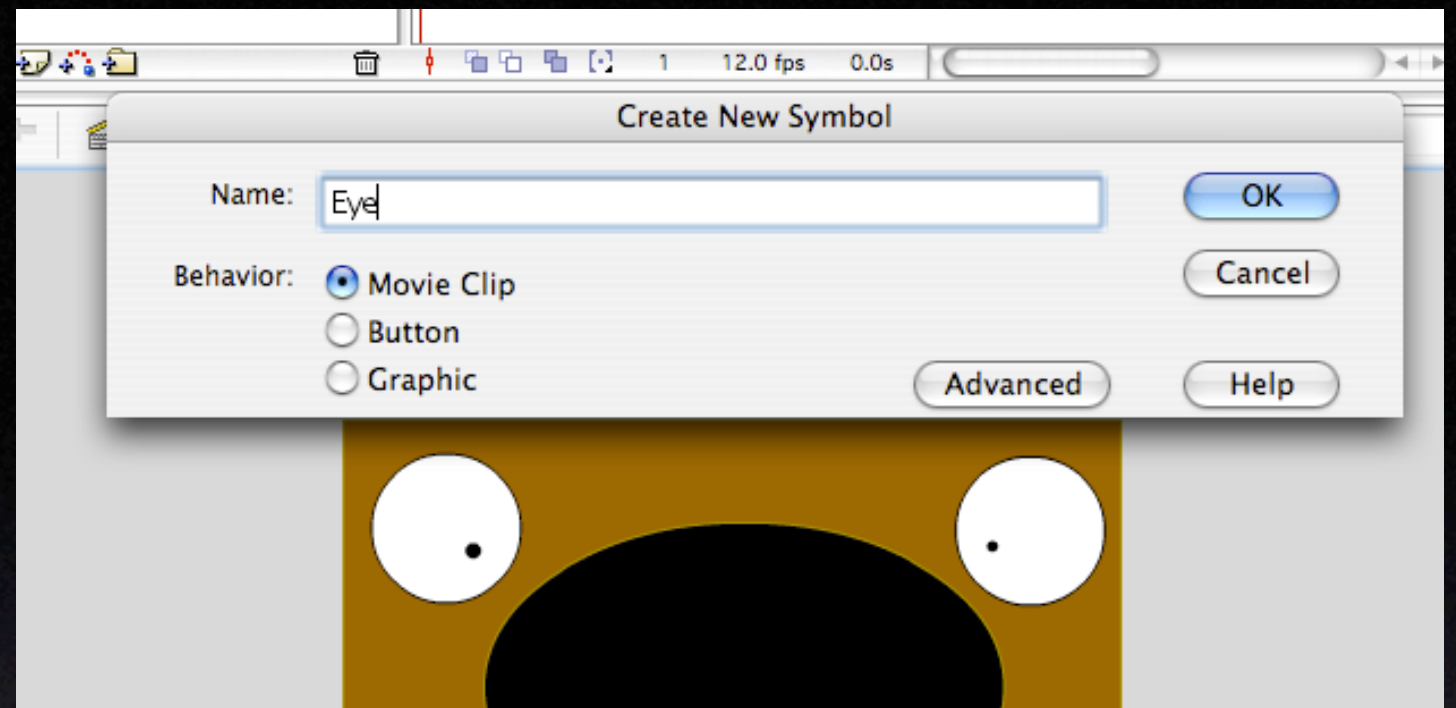 1 12.0 fps 0.0s
Create New Symbol
Name: Eye OK
Behavior: Movie Clip Cancel
Button
Graphic Advanced Help